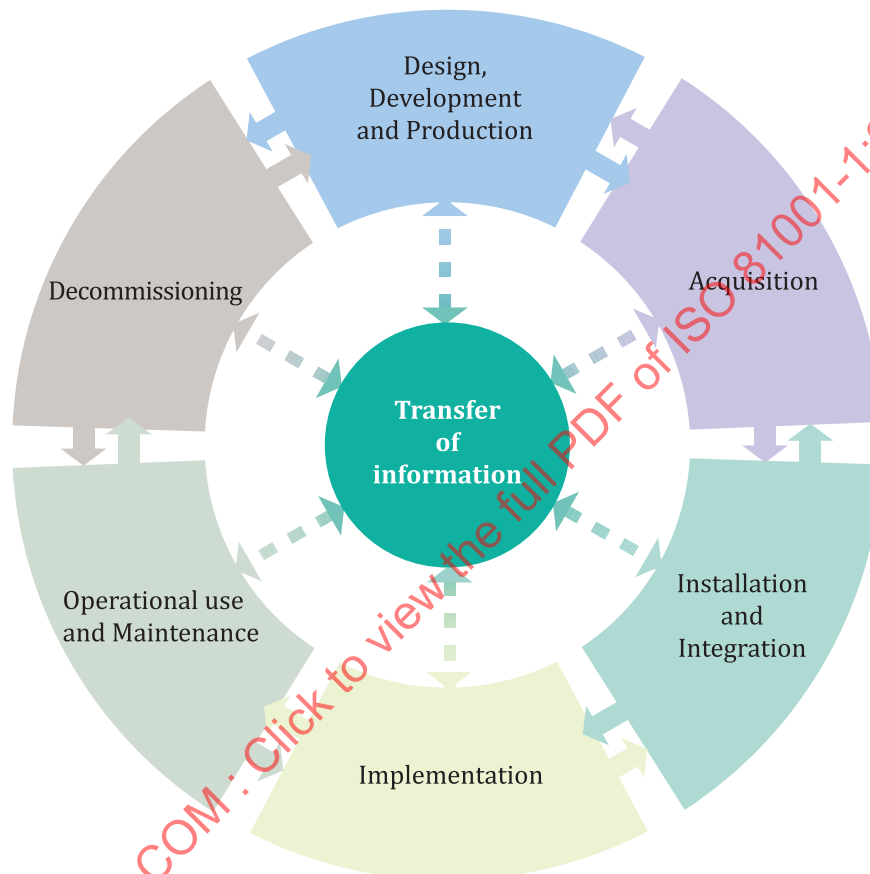 Design,
Development
and Production
Acquisition
Decommissioning
Transfer
of
information
Installation
and
Integration
Operational use
and Maintenance
Implementation
COM : Click to view the full PDF of ISO 81001-1: